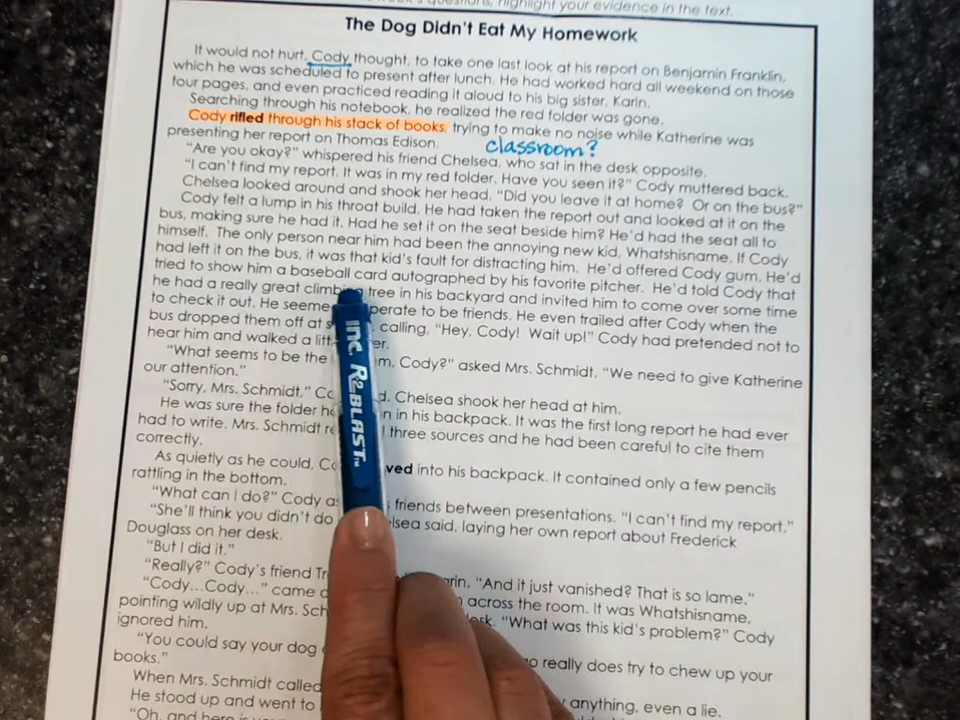 questions, highlight your evidence in the text.
The Dog Didn't Eat My Homework
It would not hurt, Cody thought, to take one last look at his report on Benjamin Franklin,
which he was scheduled to present after lunch. He had worked hard all weekend on those
four pages, and even practiced reading it aloud to his big sister, Karin.
Searching through his notebook, he realized the red folder was gone.
Cody rifled through his stack of books, trying to make no noise while Katherine was
presenting her report on Thomas Edison.
classroom?
"Are you okay?" whispered his friend Chelsea, who sat in the desk opposite.
"I can't find my report. It was in my red folder. Have you seen it?" Cody muttered back.
Chelsea looked around and shook her head. "Did you leave it at home? Or on the bus?"
Cody felt a lump in his throat build. He had taken the report out and looked at it on the
bus, making sure he had it. Had he set it on the seat beside him? He'd had the seat all to
himself. The only person near him had been the annoying new kid, Whatshisname. If Cody
had left it on the bus, it was that kid's fault for distracting him. He'd offered Cody gum. He'd
tried to show him a baseball card autographed by his favorite pitcher. He'd told Cody that
he had a really great climbing tree in his backyard and invited him to come over some time
to check it out. He seeme perate to be friends. He even trailed after Cody when the
bus dropped them off at s calling, "Hey, Cody! Wait up!" Cody had pretended not to
hear him and walked a litt er.
"What seems to be the m, Cody?" asked Mrs. Schmidt. "We need to give Katherine
our attention."
"Sorry, Mrs. Schmidt," Co d. Chelsea shook her head at him.
He was sure the folder h n in his backpack. It was the first long report he had ever
had to write. Mrs. Schmidt re three sources and he had been careful to cite them
correctly.
As quietly as he could, Co ved into his backpack. It contained only a few pencils
rattling in the bottom.
"What can I do?" Cody a s friends between presentations. "I can't find my report."
"She'll think you didn't do lsea said, laying her own report about Frederick
Douglass on her desk.
"But I did it."
"Really?" Cody's friend Tr rin. "And it just vanished? That is so lame."
"Cody...Cody..." came across the room. It was Whatshisname,
pointing wildly up at Mrs. Sch esk. "What was this kid's problem?" Cody
ignored him.
"You could say your dog o really does try to chew up your
books."
When Mrs. Schmidt called
He stood up and went to y anything, even a lie.
"Oh, and here is
INC. R2 BLAST™